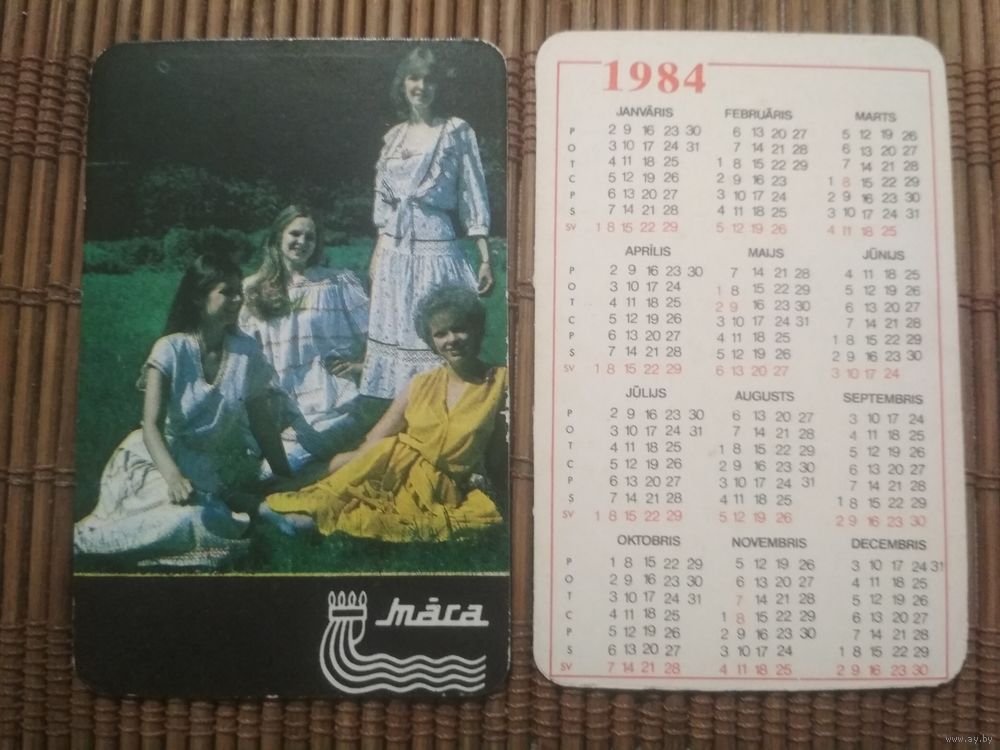 māra
1984
JANVĀRIS FEBRUĀRIS MARTS
P 2 9 16 23 30 6 13 20 27 5 12 19 26
O 3 10 17 24 31 7 14 21 28 6 13 20 27
T 4 11 18 25 1 8 15 22 29 7 14 21 28
C 5 12 19 26 2 9 16 23 1 8 15 22 29
P 6 13 20 27 3 10 17 24 2 9 16 23 30
S 7 14 21 28 4 11 18 25 3 10 17 24 31
SV 1 8 15 22 29 5 12 19 26 4 11 18 25
APRĪLIS MAIJS JŪNIJS
P 2 9 16 23 30 7 14 21 28 4 11 18 25
O 3 10 17 24 1 8 15 22 29 5 12 19 26
T 4 11 18 25 2 9 16 23 30 6 13 20 27
C 5 12 19 26 3 10 17 24 31 7 14 21 28
P 6 13 20 27 4 11 18 25 1 8 15 22 29
S 7 14 21 28 5 12 19 26 2 9 16 23 30
SV 1 8 15 22 29 6 13 20 27 3 10 17 24
JŪLIJS AUGUSTS SEPTEMBRIS
P 2 9 16 23 30 6 13 20 27 3 10 17 24
O 3 10 17 24 31 7 14 21 28 4 11 18 25
T 4 11 18 25 1 8 15 22 29 5 12 19 26
C 5 12 19 26 2 9 16 23 30 6 13 20 27
P 6 13 20 27 3 10 17 24 31 7 14 21 28
S 7 14 21 28 4 11 18 25 1 8 15 22 29
SV 1 8 15 22 29 5 12 19 26 2 9 16 23 30
OKTOBRIS NOVEMBRIS DECEMBRIS
P 1 8 15 22 29 5 12 19 26 3 10 17 24 31
O 2 9 16 23 30 6 13 20 27 4 11 18 25
T 3 10 17 24 31 7 14 21 28 5 12 19 26
C 4 11 18 25 1 8 15 22 29 6 13 20 27
P 5 12 19 26 2 9 16 23 30 7 14 21 28
S 6 13 20 27 3 10 17 24 1 8 15 22 29
SV 7 14 21 28 4 11 18 25 2 9 16 23 30
www.ay.by